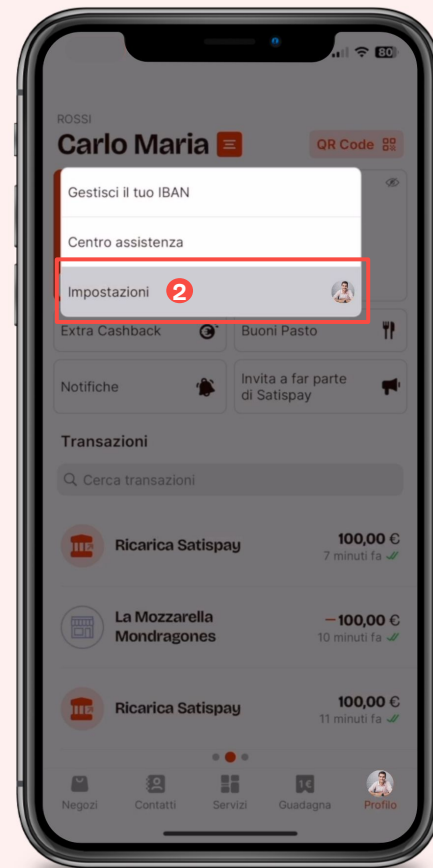 80
ROSSI
Carlo Maria
QR Code
Gestisci il tuo IBAN
Centro assistenza
Impostazioni 2
Extra Cashback
Buoni Pasto
Notifiche
Invita a far parte
di Satispay
Transazioni
Cerca transazioni
Ricarica Satispay
100,00 €
7 minuti fa
La Mozzarella
Mondragones
−100,00 €
10 minuti fa
Ricarica Satispay
100,00 €
11 minuti fa
Negozi
Contatti
Servizi
Guadagna
Profilo